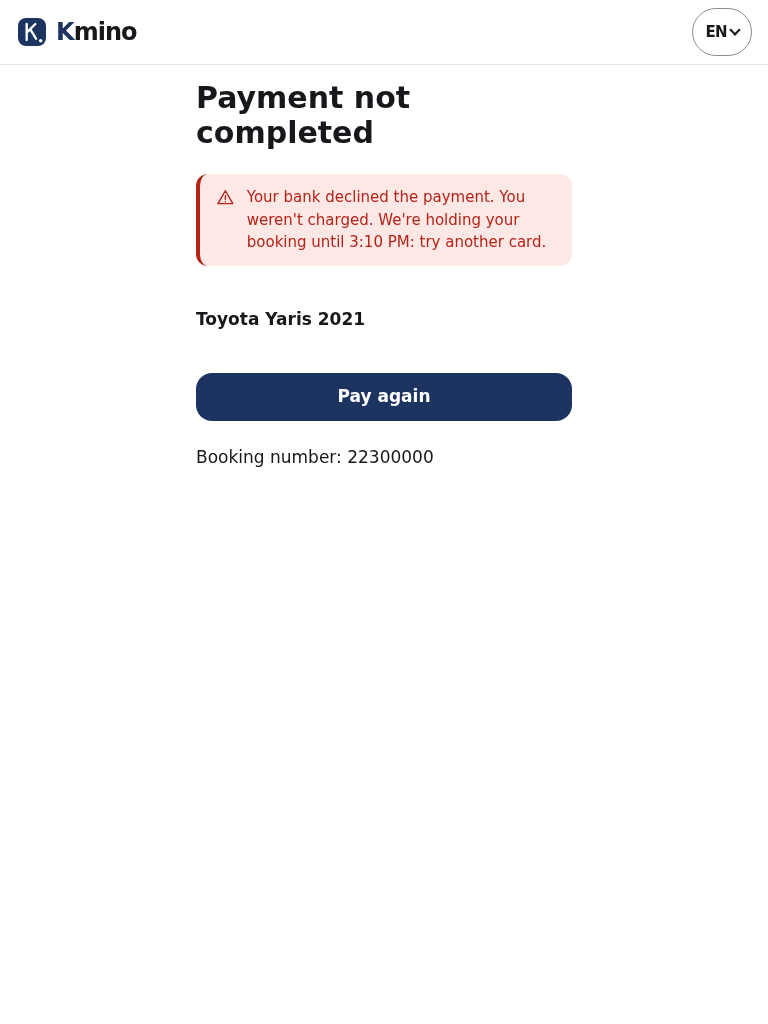 K. Kmino
EN
Payment not
completed
Your bank declined the payment. You
weren't charged. We're holding your
booking until 3:10 PM: try another card.
Toyota Yaris 2021
Pay again
Booking number: 22300000